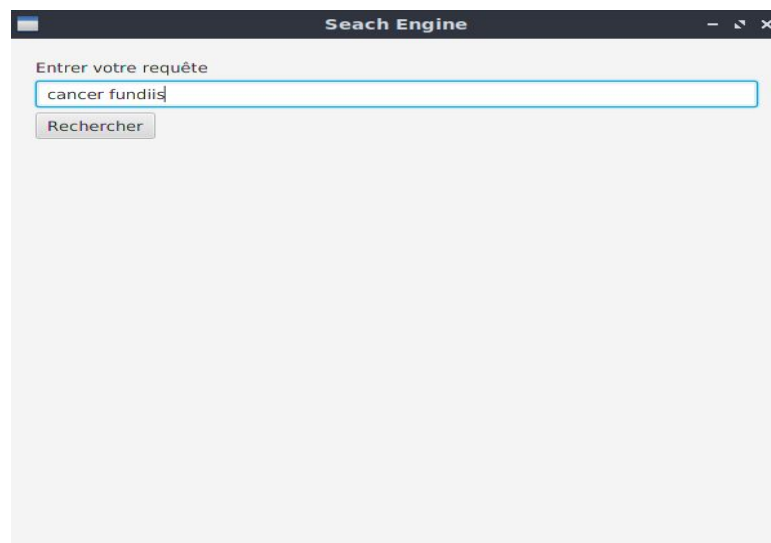 Seach Engine
Entrer votre requête
cancer fundiis
Rechercher